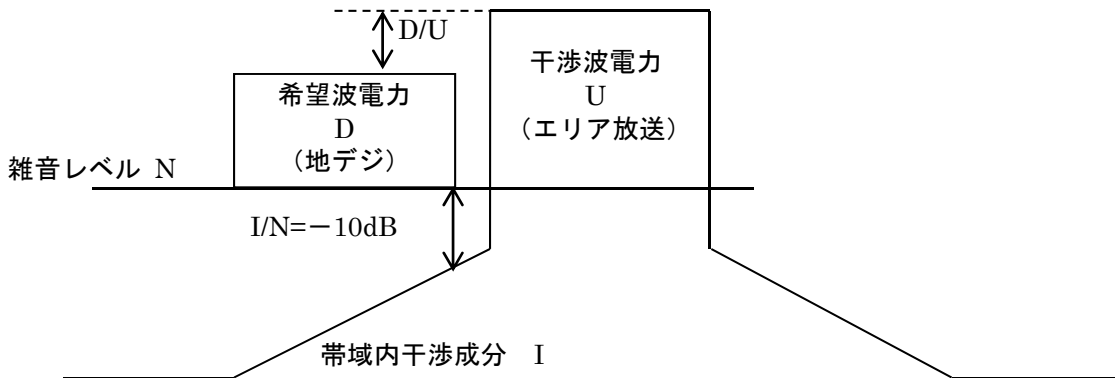 D/U
干渉波電力
U
（エリア放送）
希望波電力
D
（地デジ）
雑音レベル N
I/N=－10dB
帯域内干渉成分　I